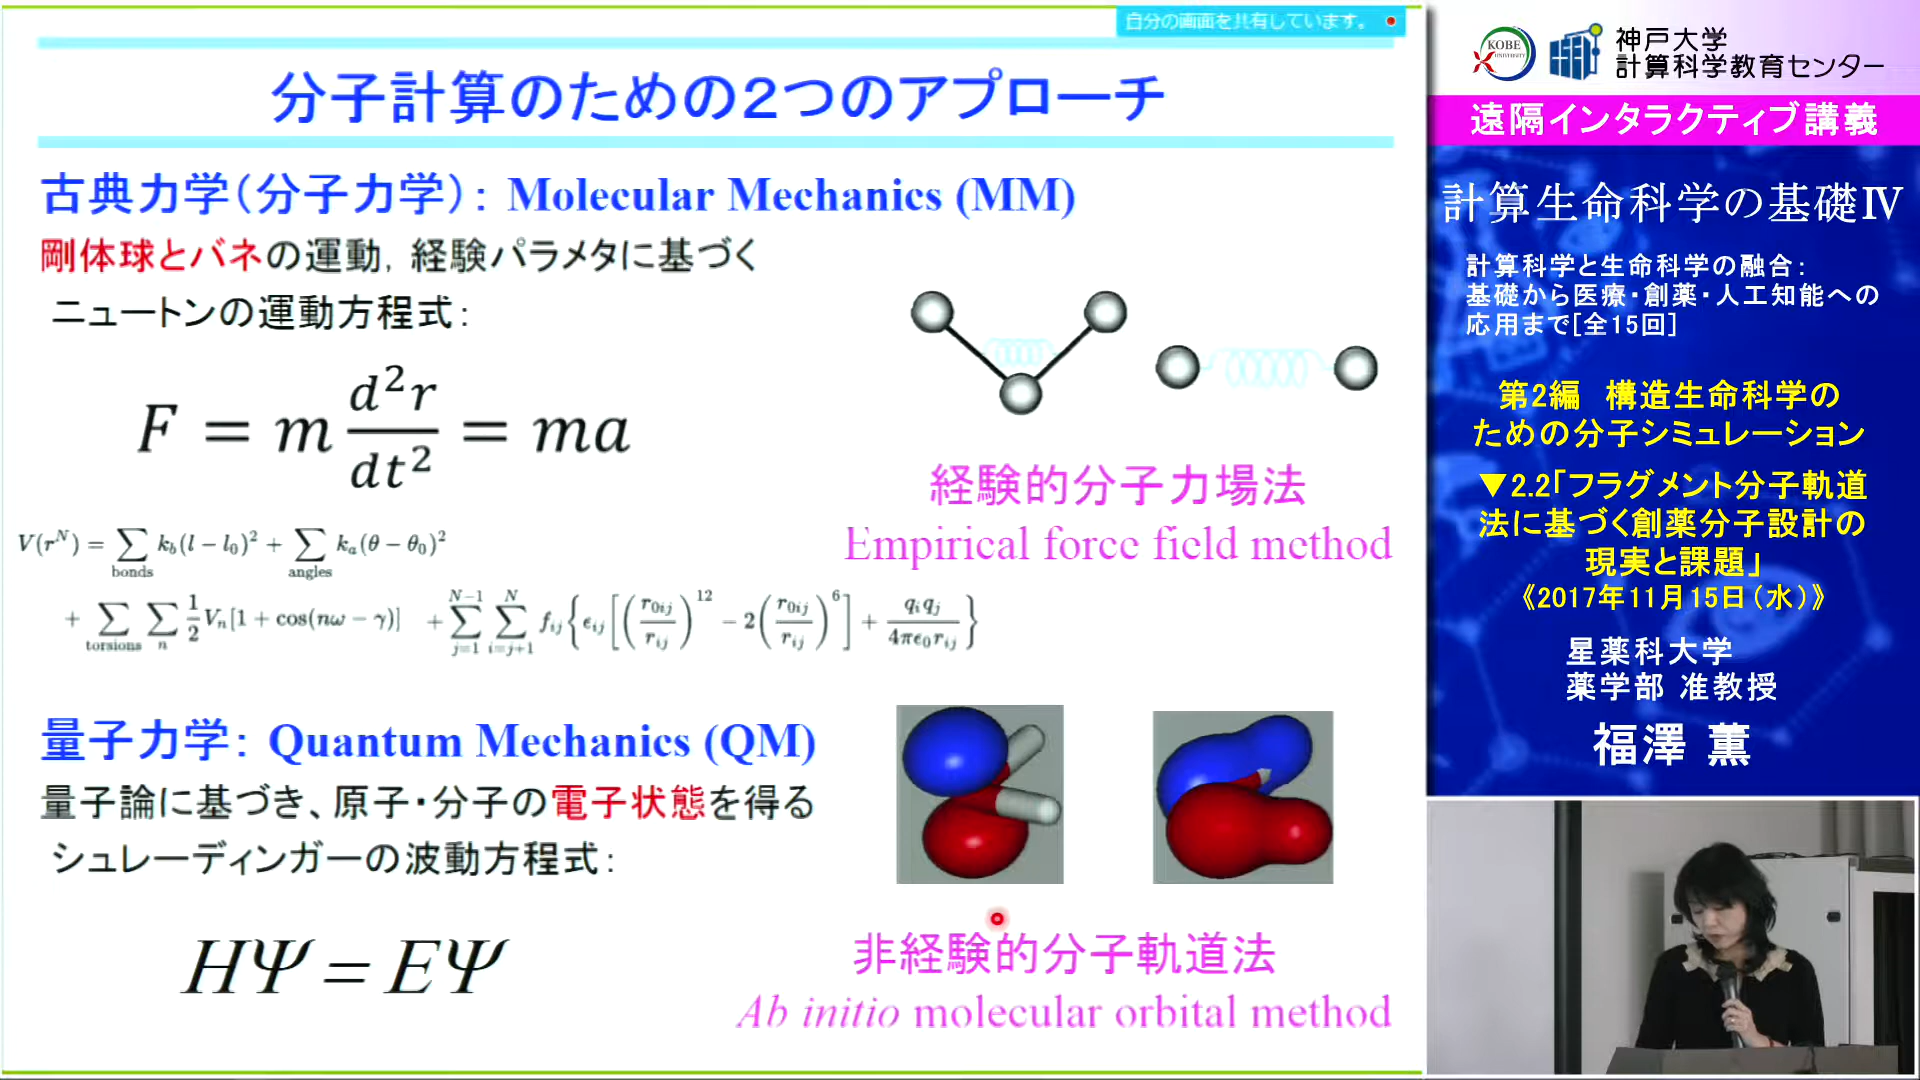 自分の画面を共有しています。
分子計算のための２つのアプローチ
古典力学（分子力学）： Molecular Mechanics (MM)
剛体球とバネの運動，経験パラメタに基づく
ニュートンの運動方程式：
F = m d²r/dt² = ma
V(r^N) = ∑_bonds k_b(l − l_0)² + ∑_angles k_a(θ − θ_0)²
+ ∑_torsions ∑_n 1/2 V_n[1 + cos(nω − γ)] + ∑_{j=1}^{N−1} ∑_{i=j+1}^{N} f_ij { ϵ_ij [ (r_0ij/r_ij)^12 − 2(r_0ij/r_ij)^6 ] + q_i q_j/4πϵ_0 r_ij }
経験的分子力場法
Empirical force field method
量子力学： Quantum Mechanics (QM)
量子論に基づき、原子・分子の電子状態を得る
シュレーディンガーの波動方程式：
HΨ = EΨ
非経験的分子軌道法
Ab initio molecular orbital method
KOBE
UNIVERSITY
神戸大学
計算科学教育センター
遠隔インタラクティブ講義
計算生命科学の基礎Ⅳ
計算科学と生命科学の融合：
基礎から医療・創薬・人工知能への
応用まで[全15回]
第2編 構造生命科学の
ための分子シミュレーション
▼2.2「フラグメント分子軌道
法に基づく創薬分子設計の
現実と課題」
《2017年11月15日（水）》
星薬科大学
薬学部 准教授
福澤 薫